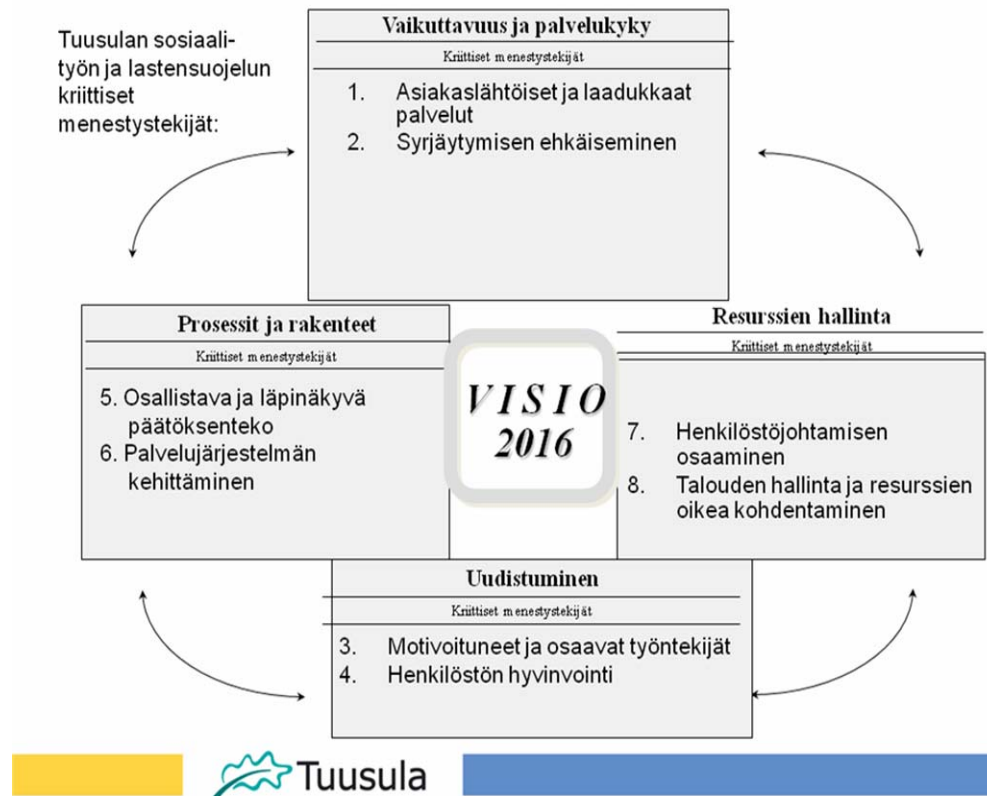 Tuusulan sosiaali-
työn ja lastensuojelun
kriittiset
menestystekijät:
Vaikuttavuus ja palvelukyky
Kriittiset menestystekijät
1. Asiakaslähtöiset ja laadukkaat
palvelut
2. Syrjäytymisen ehkäiseminen
Prosessit ja rakenteet
Kriittiset menestystekijät
5. Osallistava ja läpinäkyvä
päätöksenteko
6. Palvelujärjestelmän
kehittäminen
VISIO
2016
Resurssien hallinta
Kriittiset menestystekijät
7. Henkilöstöjohtamisen
osaaminen
8. Talouden hallinta ja resurssien
oikea kohdentaminen
Uudistuminen
Kriittiset menestystekijät
3. Motivoituneet ja osaavat työntekijät
4. Henkilöstön hyvinvointi
Tuusula